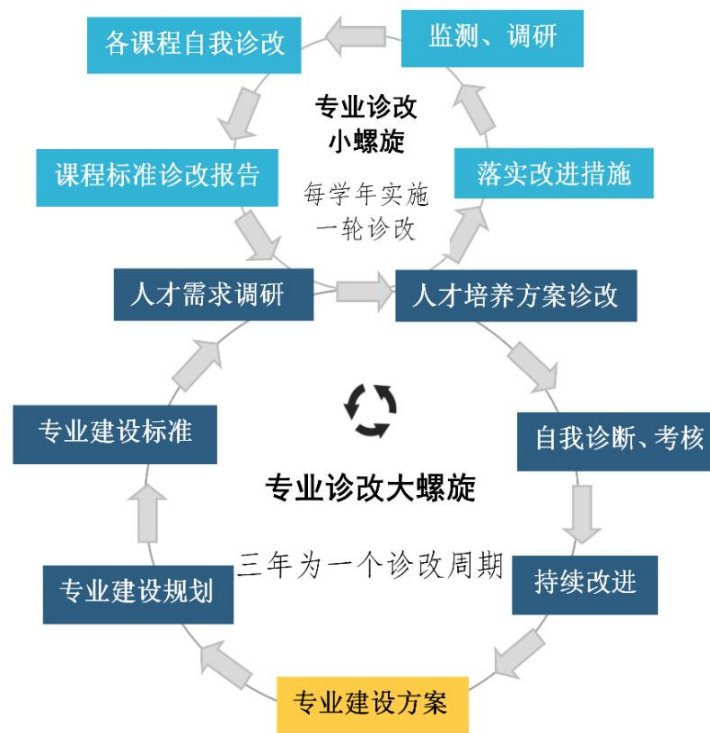 各课程自我诊改
监测、调研
专业诊改
小螺旋
课程标准诊改报告
落实改进措施
每学年实施
一轮诊改
人才需求调研
人才培养方案诊改
专业建设标准
自我诊断、考核
专业诊改大螺旋
三年为一个诊改周期
专业建设规划
持续改进
专业建设方案